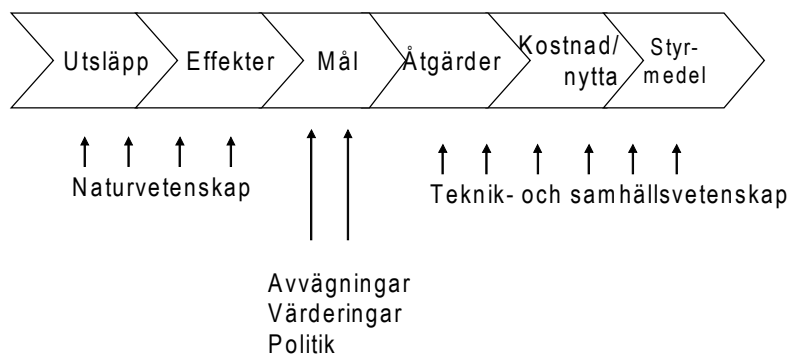 Utsläpp
Effekter
Mål
Åtgärder
Kostnad/
nytta
Styr-
medel
Naturvetenskap
Teknik- och samhällsvetenskap
Avvägningar
Värderingar
Politik